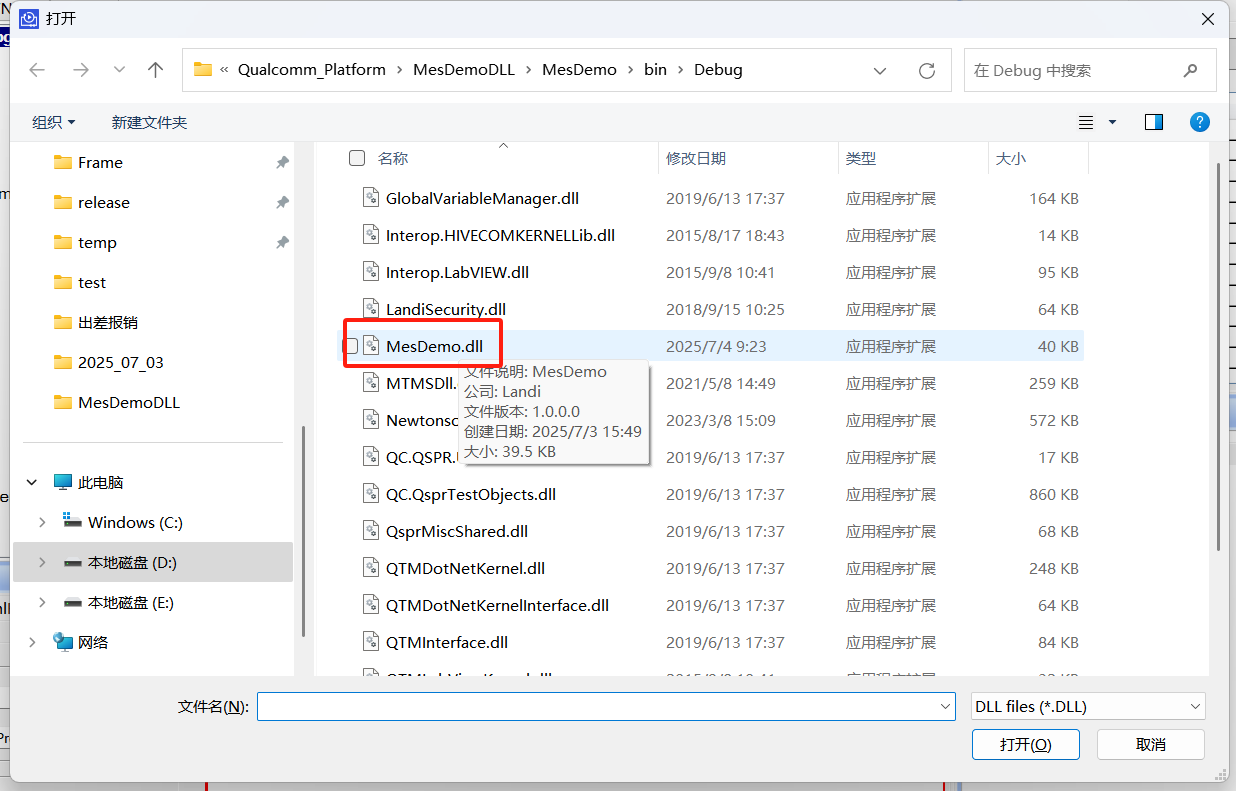 打开
« Qualcomm_Platform › MesDemoDLL › MesDemo › bin › Debug
在 Debug 中搜索
组织 新建文件夹
Frame
release
temp
test
出差报销
2025_07_03
MesDemoDLL
此电脑
Windows (C:)
本地磁盘 (D:)
本地磁盘 (E:)
网络
名称 修改日期 类型 大小
GlobalVariableManager.dll 2019/6/13 17:37 应用程序扩展 164 KB
Interop.HIVECOMKERNELLib.dll 2015/8/17 18:43 应用程序扩展 14 KB
Interop.LabVIEW.dll 2015/9/8 10:41 应用程序扩展 95 KB
LandiSecurity.dll 2018/9/15 10:25 应用程序扩展 64 KB
MesDemo.dll 2025/7/4 9:23 应用程序扩展 40 KB
MTMSDll. 2021/5/8 14:49 应用程序扩展 259 KB
Newtonso 2023/3/8 15:09 应用程序扩展 572 KB
QC.QSPR. 2019/6/13 17:37 应用程序扩展 17 KB
QC.QsprTestObjects.dll 2019/6/13 17:37 应用程序扩展 860 KB
QsprMiscShared.dll 2019/6/13 17:37 应用程序扩展 68 KB
QTMDotNetKernel.dll 2019/6/13 17:37 应用程序扩展 248 KB
QTMDotNetKernelInterface.dll 2019/6/13 17:37 应用程序扩展 64 KB
QTMInterface.dll 2019/6/13 17:37 应用程序扩展 84 KB
文件说明: MesDemo
公司: Landi
文件版本: 1.0.0.0
创建日期: 2025/7/3 15:49
大小: 39.5 KB
文件名(N):
DLL files (*.DLL)
打开(O) 取消